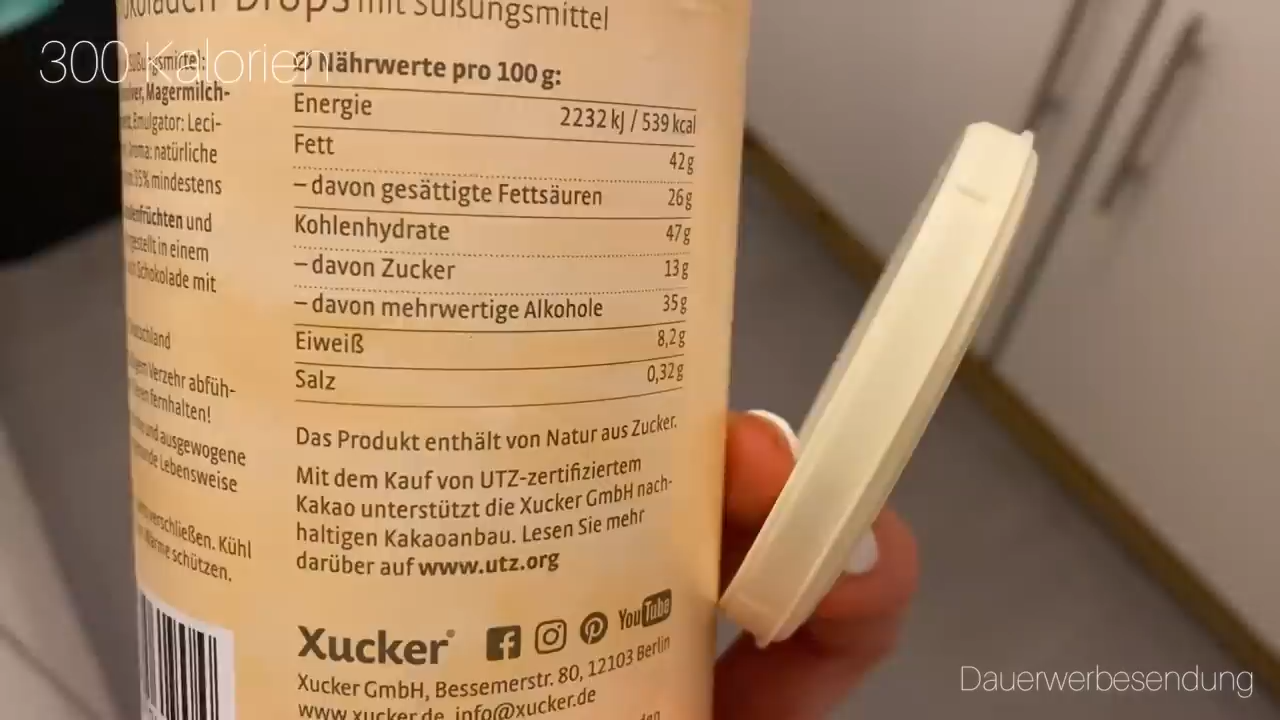 Drops mit Süßungsmittel
300 Kalorien
Magermilch-
Emulgator: Leci-
natürliche
35% mindestens
und
in einem
Schokolade mit
Verzehr abfüh-
fernhalten!
und ausgewogene
Lebensweise
verschließen. Kühl
schützen.
Ø Nährwerte pro 100 g:
Energie 2232 kJ / 539 kcal
Fett 42 g
– davon gesättigte Fettsäuren 26 g
Kohlenhydrate 47 g
– davon Zucker 13 g
– davon mehrwertige Alkohole 35 g
Eiweiß 8,2 g
Salz 0,32 g
Das Produkt enthält von Natur aus Zucker.
Mit dem Kauf von UTZ-zertifiziertem
Kakao unterstützt die Xucker GmbH nach-
haltigen Kakaoanbau. Lesen Sie mehr
darüber auf www.utz.org
Xucker YouTube
Xucker GmbH, Bessemerstr. 80, 12103 Berlin
www.xucker.de, info@xucker.de
Dauerwerbesendung